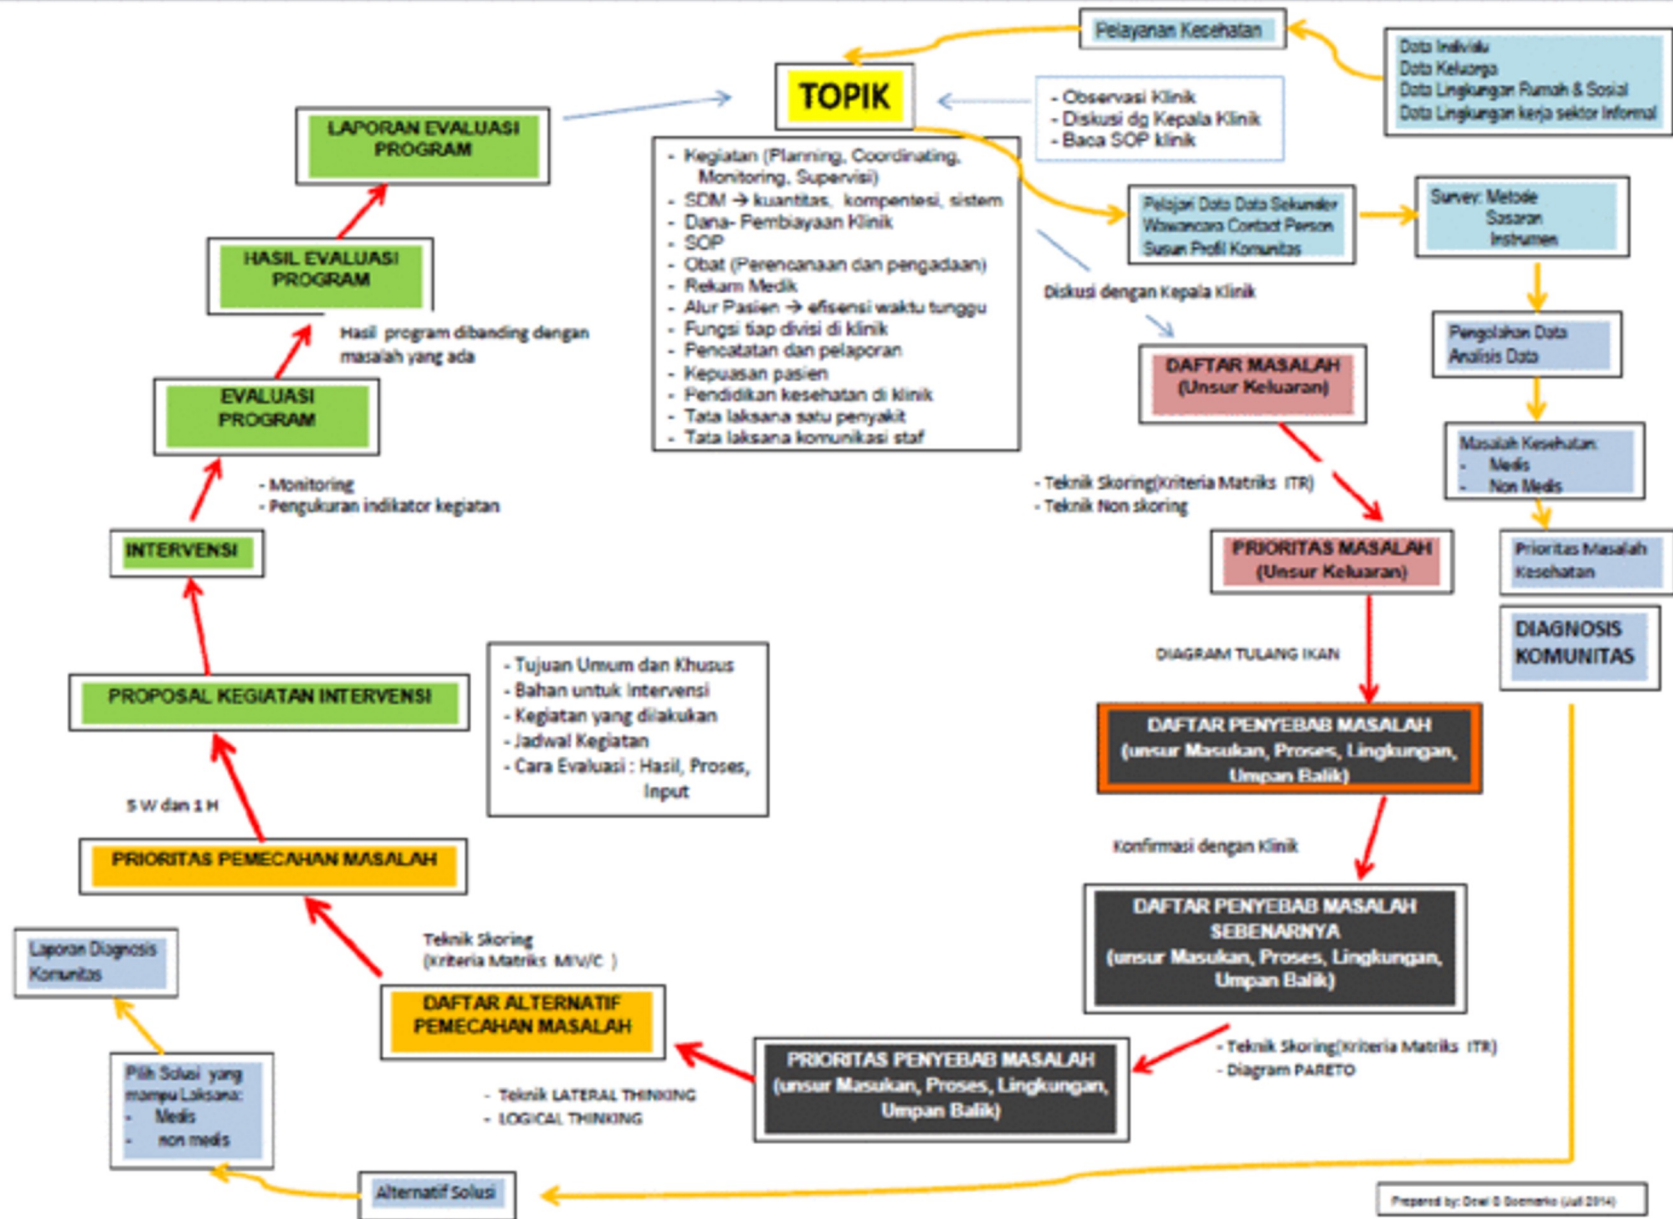 Pelayanan Kesehatan
Data Individu
Data Keluarga
Data Lingkungan Rumah & Sosial
Data Lingkungan kerja sektor Informal
TOPIK
- Observasi Klinik
- Diskusi dg Kepala Klinik
- Baca SOP klinik
LAPORAN EVALUASI
PROGRAM
- Kegiatan (Planning, Coordinating,
Monitoring, Supervisi)
- SDM → kuantitas, kompentesi, sistem
- Dana- Pembiayaan Klinik
- SOP
- Obat (Perencanaan dan pengadaan)
- Rekam Medik
- Alur Pasien → efisensi waktu tunggu
- Fungsi tiap divisi di klinik
- Pencatatan dan pelaporan
- Kepuasan pasien
- Pendidikan kesehatan di klinik
- Tata laksana satu penyakit
- Tata laksana komunikasi staf
Pelajari Data Data Sekunder
Wawancara Contact Person
Susun Profil Komunitas
Survey: Metode
Sasaran
Instrumen
HASIL EVALUASI
PROGRAM
Diskusi dengan Kepala Klinik
Hasil program dibanding dengan
masalah yang ada
Pengolahan Data
Analisis Data
DAFTAR MASALAH
(Unsur Keluaran)
EVALUASI
PROGRAM
Masalah Kesehatan:
- Medis
- Non Medis
- Monitoring
- Pengukuran indikator kegiatan
- Teknik Skoring(Kriteria Matriks ITR)
- Teknik Non skoring
INTERVENSI
PRIORITAS MASALAH
(Unsur Keluaran)
Prioritas Masalah
Kesehatan
DIAGNOSIS
KOMUNITAS
DIAGRAM TULANG IKAN
- Tujuan Umum dan Khusus
- Bahan untuk Intervensi
- Kegiatan yang dilakukan
- Jadwal Kegiatan
- Cara Evaluasi : Hasil, Proses,
Input
PROPOSAL KEGIATAN INTERVENSI
DAFTAR PENYEBAB MASALAH
(unsur Masukan, Proses, Lingkungan,
Umpan Balik)
5 W dan 1 H
Konfirmasi dengan Klinik
PRIORITAS PEMECAHAN MASALAH
DAFTAR PENYEBAB MASALAH
SEBENARNYA
(unsur Masukan, Proses, Lingkungan,
Umpan Balik)
Laporan Diagnosis
Komunitas
Teknik Skoring
(Kriteria Matriks MIV/C )
DAFTAR ALTERNATIF
PEMECAHAN MASALAH
- Teknik Skoring(Kriteria Matriks ITR)
- Diagram PARETO
PRIORITAS PENYEBAB MASALAH
(unsur Masukan, Proses, Lingkungan,
Umpan Balik)
Pilih Solusi yang
mampu Laksana:
- Medis
- non medis
- Teknik LATERAL THINKING
- LOGICAL THINKING
Alternatif Solusi
Prepared by: Dewi S Soemarko (Juli 2014)